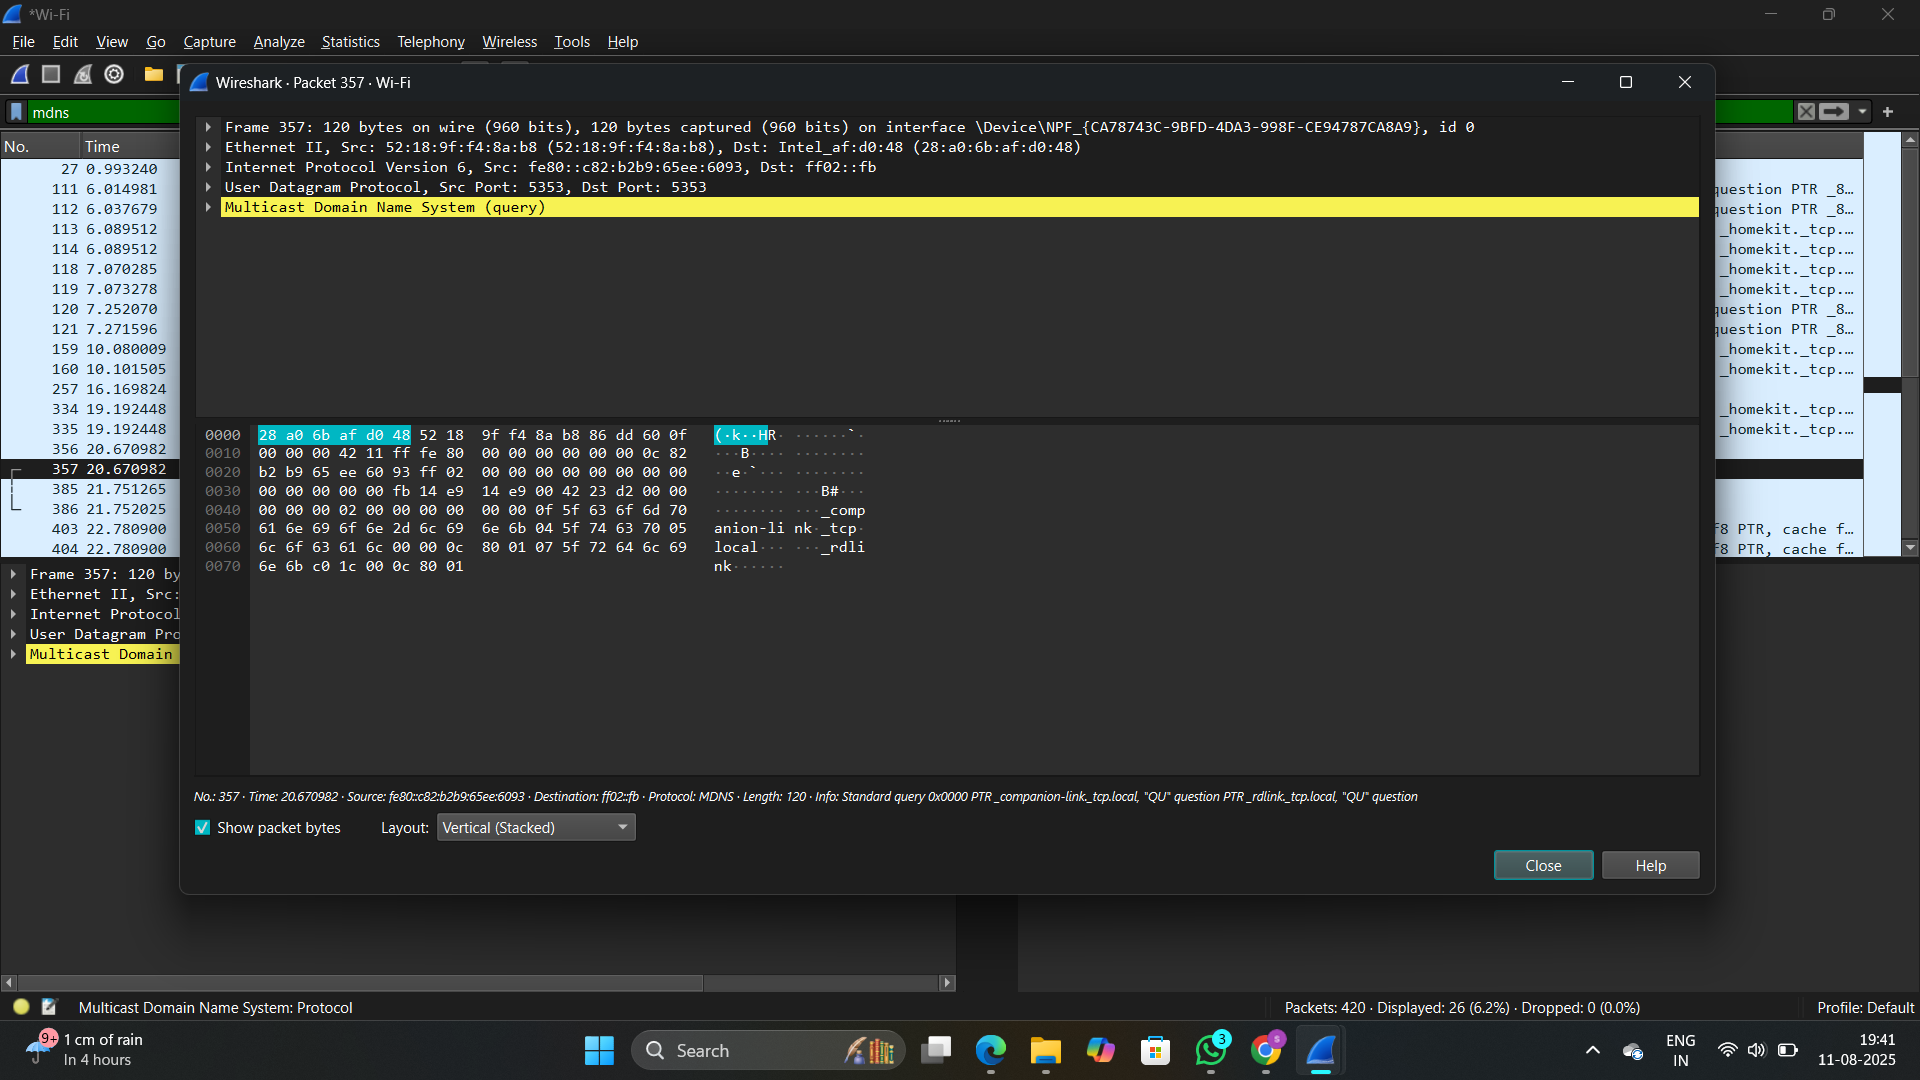 *Wi-Fi
File Edit View Go Capture Analyze Statistics Telephony Wireless Tools Help
Wireshark · Packet 357 · Wi-Fi
mdns
No. Time
27 0.993240
111 6.014981
112 6.037679
113 6.089512
114 6.089512
118 7.070285
119 7.073278
120 7.252070
121 7.271596
159 10.080009
160 10.101505
257 16.169824
334 19.192448
335 19.192448
356 20.670982
357 20.670982
385 21.751265
386 21.752025
403 22.780900
404 22.780900
Frame 357: 120 bytes on wire (960 bits), 120 bytes captured (960 bits) on interface \Device\NPF_{CA78743C-9BFD-4DA3-998F-CE94787CA8A9}, id 0
Ethernet II, Src: 52:18:9f:f4:8a:b8 (52:18:9f:f4:8a:b8), Dst: Intel_af:d0:48 (28:a0:6b:af:d0:48)
Internet Protocol Version 6, Src: fe80::c82:b2b9:65ee:6093, Dst: ff02::fb
User Datagram Protocol, Src Port: 5353, Dst Port: 5353
Multicast Domain Name System (query)
question PTR _8…
question PTR _8…
_homekit._tcp.…
_homekit._tcp.…
_homekit._tcp.…
_homekit._tcp.…
question PTR _8…
question PTR _8…
_homekit._tcp.…
_homekit._tcp.…
_homekit._tcp.…
_homekit._tcp.…
f8 PTR, cache f…
f8 PTR, cache f…
0000 28 a0 6b af d0 48 52 18 9f f4 8a b8 86 dd 60 0f (·k··HR· ······`·
0010 00 00 00 42 11 ff fe 80 00 00 00 00 00 00 0c 82 ···B···· ········
0020 b2 b9 65 ee 60 93 ff 02 00 00 00 00 00 00 00 00 ··e·`··· ········
0030 00 00 00 00 00 fb 14 e9 14 e9 00 42 23 d2 00 00 ········ ···B#···
0040 00 00 00 02 00 00 00 00 00 00 0f 5f 63 6f 6d 70 ········ ···_comp
0050 61 6e 69 6f 6e 2d 6c 69 6e 6b 04 5f 74 63 70 05 anion-li nk·_tcp·
0060 6c 6f 63 61 6c 00 00 0c 80 01 07 5f 72 64 6c 69 local··· ···_rdli
0070 6e 6b c0 1c 00 0c 80 01 nk······
Frame 357: 120 by
Ethernet II, Src:
Internet Protocol
User Datagram Pro
Multicast Domain
No.: 357 · Time: 20.670982 · Source: fe80::c82:b2b9:65ee:6093 · Destination: ff02::fb · Protocol: MDNS · Length: 120 · Info: Standard query 0x0000 PTR _companion-link._tcp.local, "QU" question PTR _rdlink._tcp.local, "QU" question
Show packet bytes Layout: Vertical (Stacked)
Close Help
Multicast Domain Name System: Protocol Packets: 420 · Displayed: 26 (6.2%) · Dropped: 0 (0.0%) Profile: Default
9+ 1 cm of rain
In 4 hours
Search
3
S
ENG
IN
19:41
11-08-2025